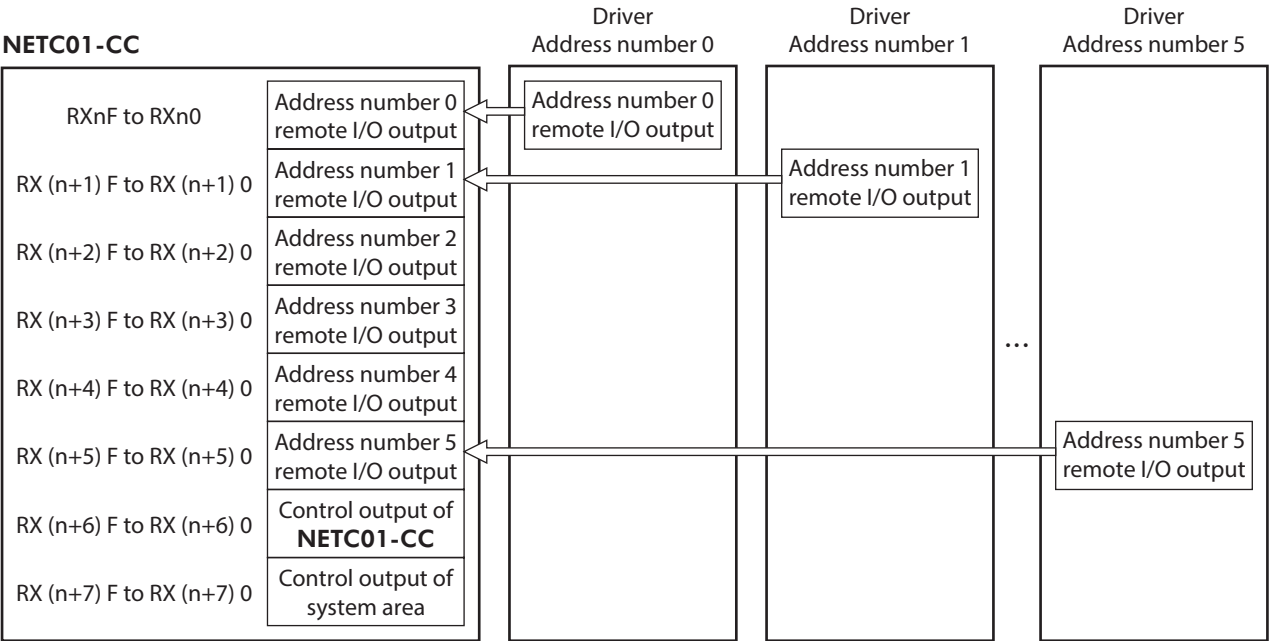 NETC01-CC
Driver
Address number 0
Driver
Address number 1
Driver
Address number 5
RXnF to RXn0
Address number 0
remote I/O output
Address number 0
remote I/O output
RX (n+1) F to RX (n+1) 0
Address number 1
remote I/O output
Address number 1
remote I/O output
RX (n+2) F to RX (n+2) 0
Address number 2
remote I/O output
RX (n+3) F to RX (n+3) 0
Address number 3
remote I/O output
...
RX (n+4) F to RX (n+4) 0
Address number 4
remote I/O output
RX (n+5) F to RX (n+5) 0
Address number 5
remote I/O output
Address number 5
remote I/O output
RX (n+6) F to RX (n+6) 0
Control output of
NETC01-CC
RX (n+7) F to RX (n+7) 0
Control output of
system area